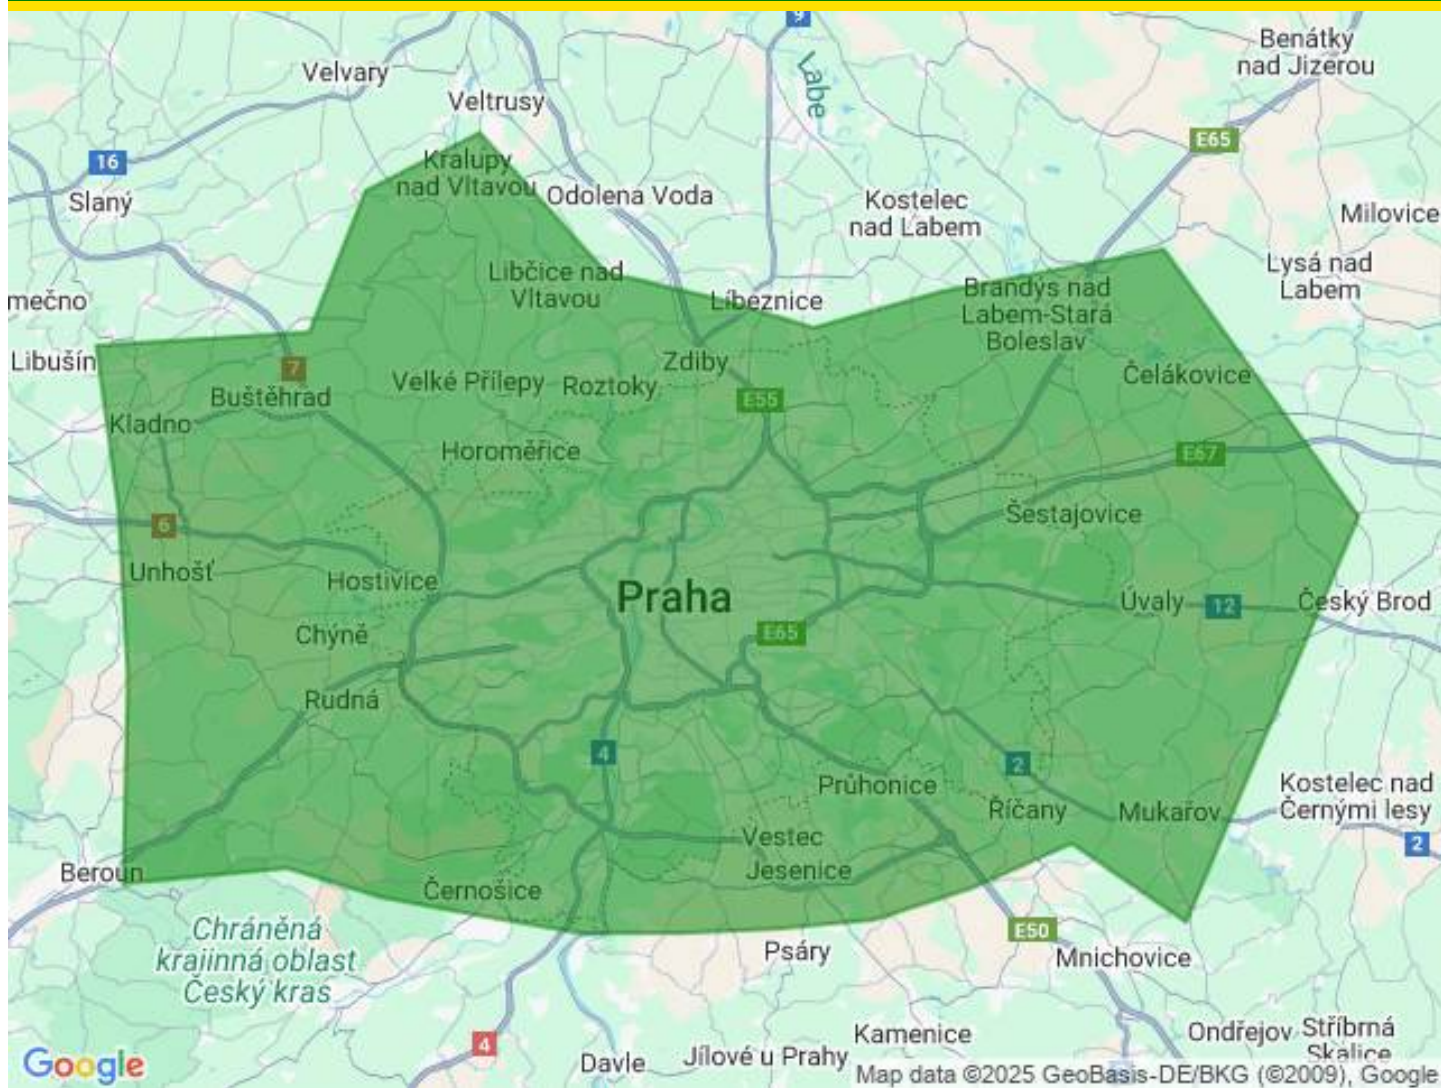 9
Benátky
nad Jizerou
Velvary
Labe
Veltrusy
E65
16
Kralupy
nad Vltavou
Odolena Voda
Slaný
Kostelec
nad Labem
Milovice
Libčice nad
Vltavou
Líbeznice
Lysá nad
Labem
mečno
Brandýs nad
Labem-Stará
Boleslav
Libušín
7
Zdiby
Velké Přílepy
Roztoky
Čelákovice
Buštěhrad
E55
Kladno
Horoměřice
E67
6
Šestajovice
Unhošť
Hostivice
Praha
Úvaly
12
Český Brod
Chýně
E65
Rudná
4
2
Průhonice
Říčany
Mukařov
Kostelec nad
Černými lesy
Vestec
2
Beroun
Jesenice
Černošice
Chráněná
krajinná oblast
Český kras
E50
Psáry
Mnichovice
4
Kamenice
Ondřejov
Stříbrná
Skalice
Google
Davle
Jílové u Prahy
Map data ©2025 GeoBasis-DE/BKG (©2009), Google